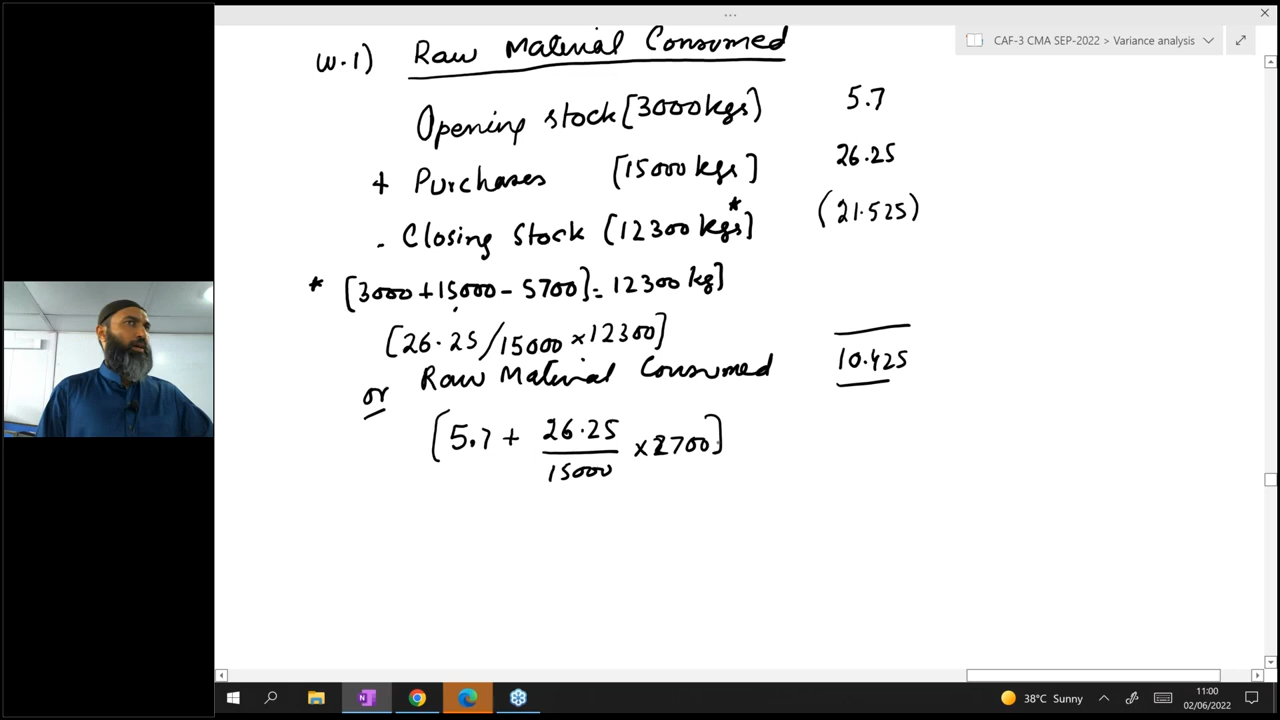 CAF-3 CMA SEP-2022 > Variance analysis
W.1) Raw Material Consumed
Opening stock [3000kgs) 5.7
+ Purchases [15000 kgs] 26.25
- Closing Stock (12300 kgs*] (21.525)
* [3000+15000-5700]= 12300 kg]
[26.25/15000 ×12300]
or Raw Material Consumed 10.425
[5.7 + 26.25/15000 ×2700]
38°C Sunny
11:00
02/06/2022